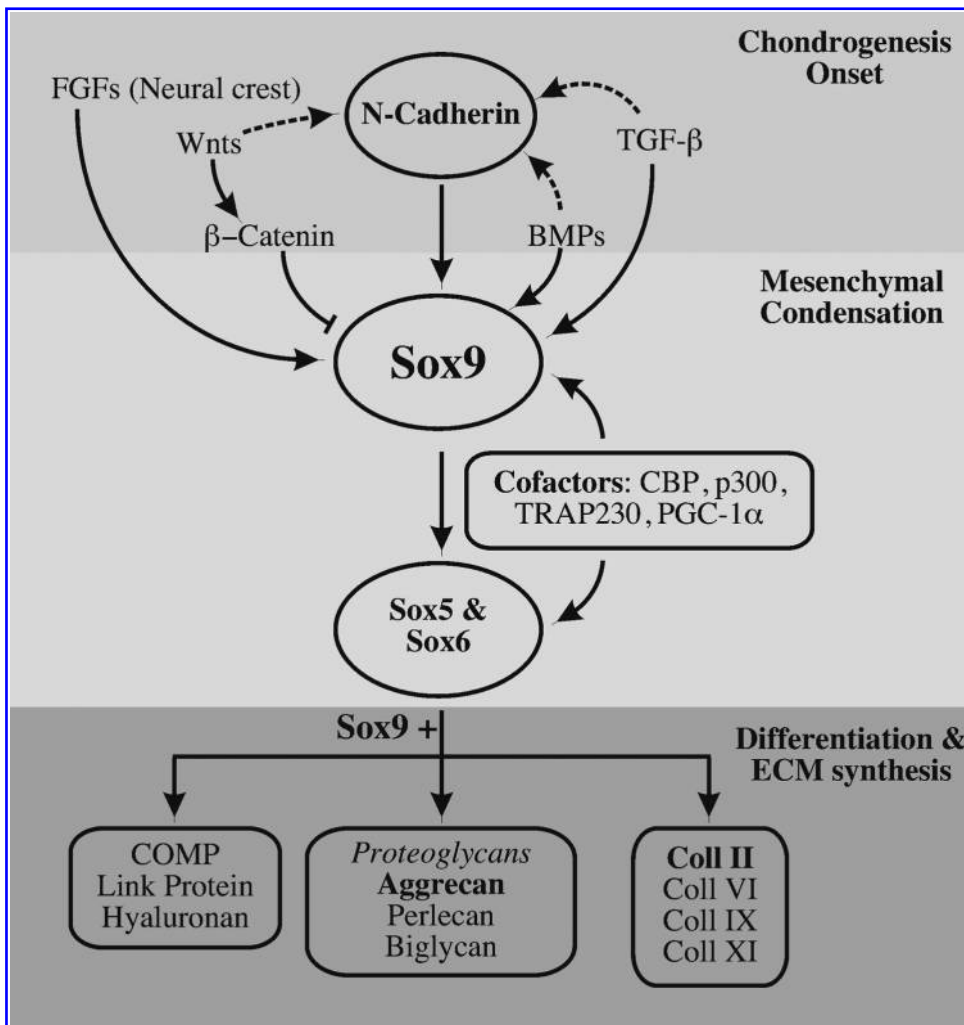 Chondrogenesis
Onset
FGFs (Neural crest)
N-Cadherin
Wnts
TGF-β
β–Catenin
BMPs
Mesenchymal
Condensation
Sox9
Cofactors: CBP, p300,
TRAP230, PGC-1α
Sox5 &
Sox6
Sox9 +
Differentiation &
ECM synthesis
COMP
Link Protein
Hyaluronan
Proteoglycans
Aggrecan
Perlecan
Biglycan
Coll II
Coll VI
Coll IX
Coll XI